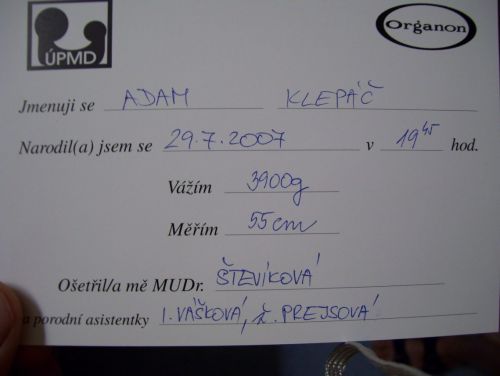 ÚPMD
Organon
Jmenuji se ADAM KLEPÁČ
Narodil(a) jsem se 29.7.2007 v 19 45 hod.
Vážím 3900g
Měřím 55cm
Ošetřil/a mě MUDr. ŠTEVÍKOVÁ
a porodní asistentky I. VÁŠKOVÁ, ž. PREJSOVÁ